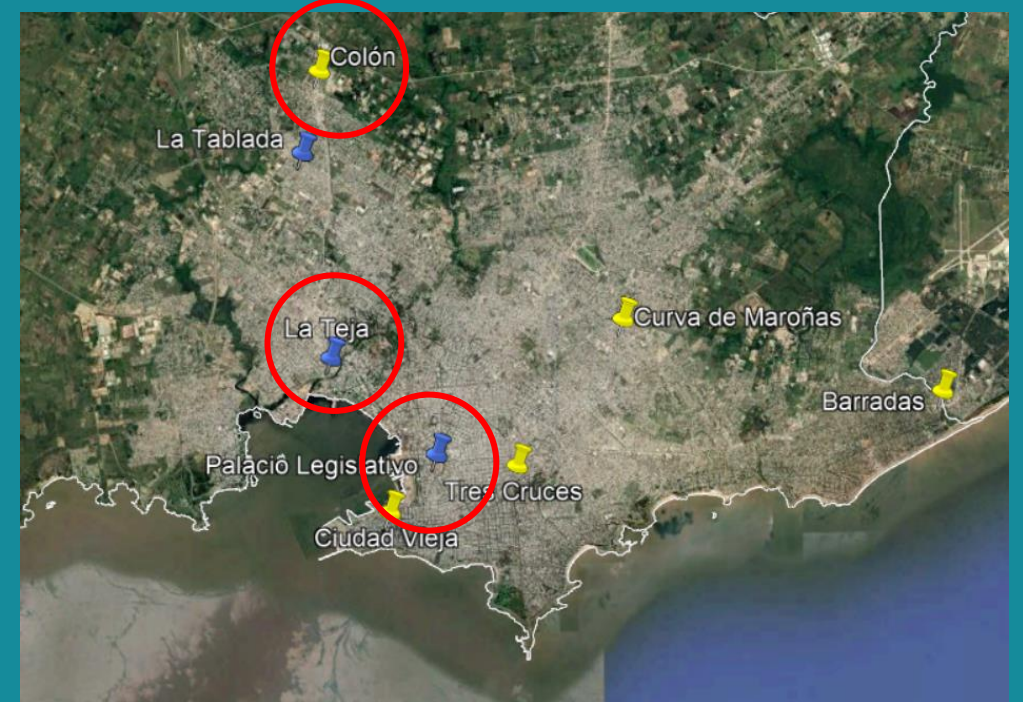 Colón
La Tablada
La Teja
Curva de Maroñas
Barradas
Palacio Legislativo
Tres Cruces
Ciudad Vieja